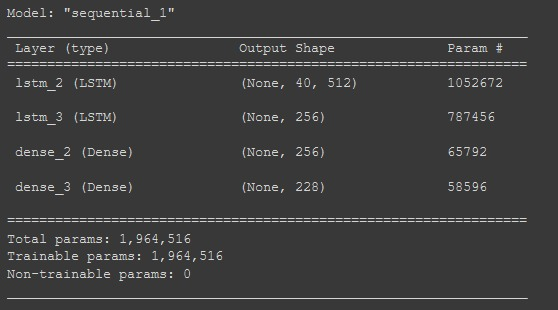 Model: "sequential_1"
Layer (type) Output Shape Param #
lstm_2 (LSTM) (None, 40, 512) 1052672
lstm_3 (LSTM) (None, 256) 787456
dense_2 (Dense) (None, 256) 65792
dense_3 (Dense) (None, 228) 58596
Total params: 1,964,516
Trainable params: 1,964,516
Non-trainable params: 0